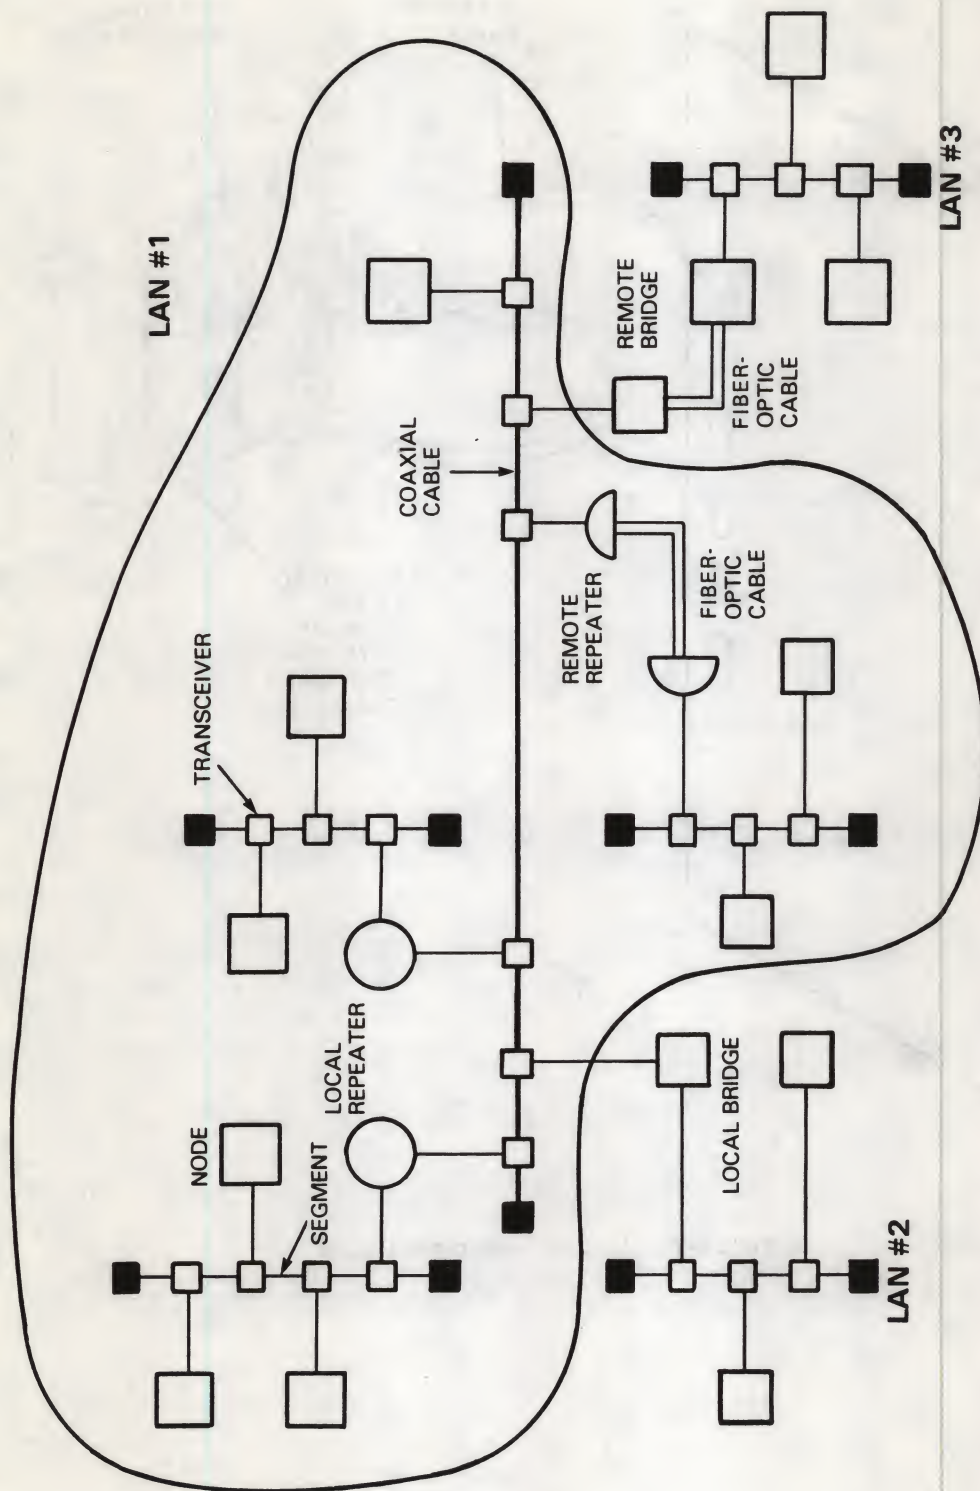 LAN #1
NODE
TRANSCEIVER
SEGMENT
LOCAL
REPEATER
COAXIAL
CABLE
REMOTE
REPEATER
REMOTE
BRIDGE
FIBER-
OPTIC
CABLE
LOCAL BRIDGE
FIBER-
OPTIC
CABLE
LAN #2
LAN #3